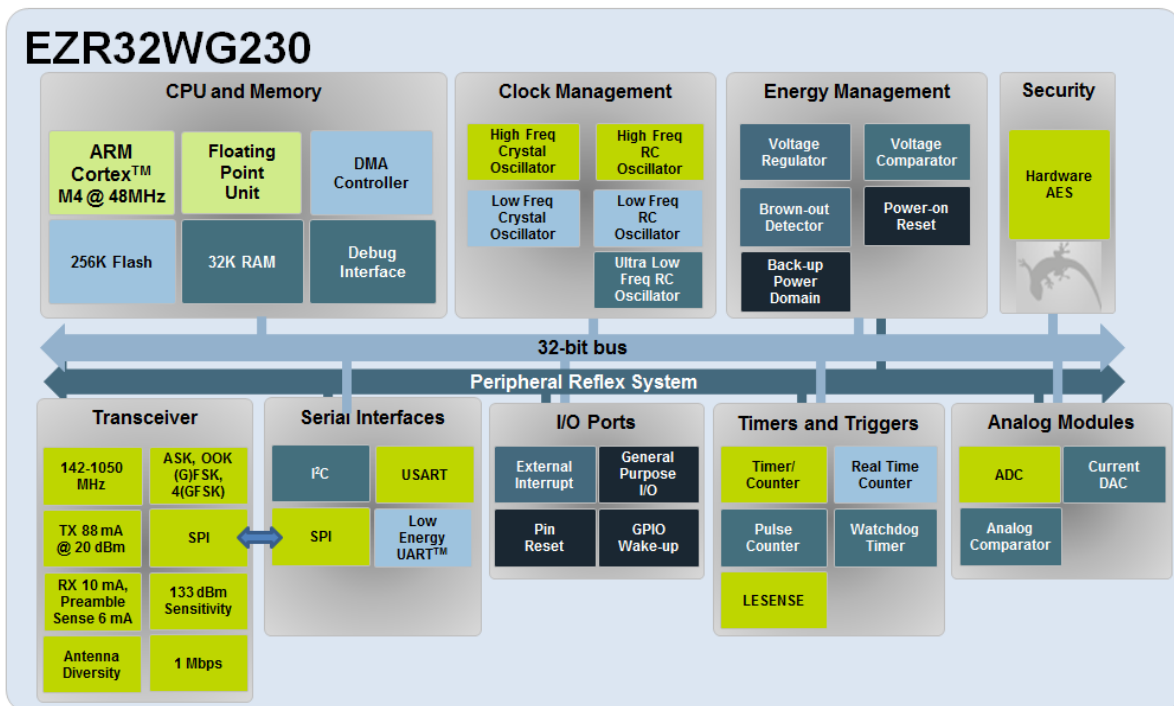 EZR32WG230
CPU and Memory
ARM
Cortex™
M4 @ 48MHz
Floating
Point
Unit
DMA
Controller
256K Flash
32K RAM
Debug
Interface
Clock Management
High Freq
Crystal
Oscillator
High Freq
RC
Oscillator
Low Freq
Crystal
Oscillator
Low Freq
RC
Oscillator
Ultra Low
Freq RC
Oscillator
Energy Management
Voltage
Regulator
Voltage
Comparator
Brown-out
Detector
Power-on
Reset
Back-up
Power
Domain
Security
Hardware
AES
32-bit bus
Peripheral Reflex System
Transceiver
142-1050
MHz
ASK, OOK
(G)FSK,
4(GFSK)
TX 88 mA
@ 20 dBm
SPI
RX 10 mA,
Preamble
Sense 6 mA
133 dBm
Sensitivity
Antenna
Diversity
1 Mbps
Serial Interfaces
I²C
USART
SPI
Low
Energy
UART™
I/O Ports
External
Interrupt
General
Purpose
I/O
Pin
Reset
GPIO
Wake-up
Timers and Triggers
Timer/
Counter
Real Time
Counter
Pulse
Counter
Watchdog
Timer
LESENSE
Analog Modules
ADC
Current
DAC
Analog
Comparator